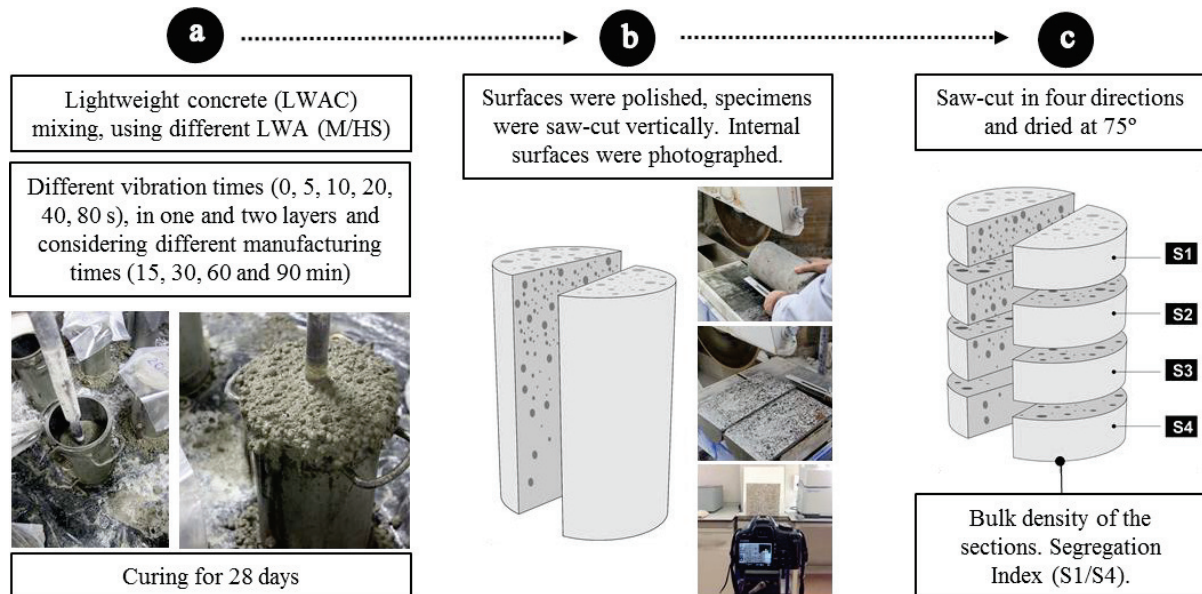 a
Lightweight concrete (LWAC)
mixing, using different LWA (M/HS)
Different vibration times (0, 5, 10, 20,
40, 80 s), in one and two layers and
considering different manufacturing
times (15, 30, 60 and 90 min)
Curing for 28 days
b
Surfaces were polished, specimens
were saw-cut vertically. Internal
surfaces were photographed.
c
Saw-cut in four directions
and dried at 75º
S1
S2
S3
S4
Bulk density of the
sections. Segregation
Index (S1/S4).